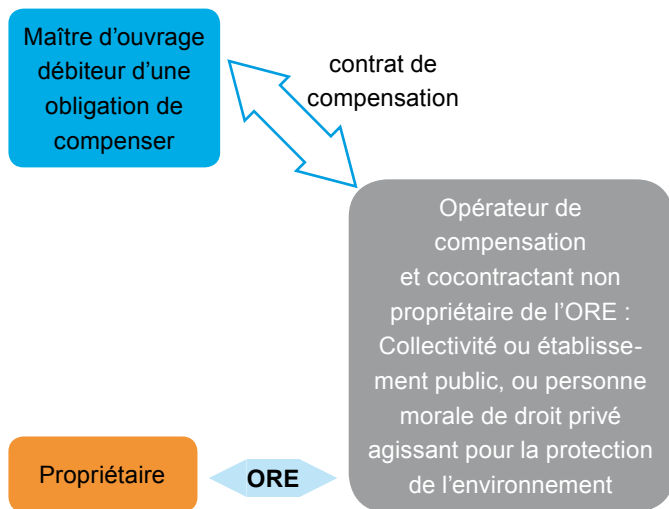 Maître d'ouvrage
débiteur d'une
obligation de
compenser
contrat de
compensation
Opérateur de
compensation
et cocontractant non
propriétaire de l'ORE :
Collectivité ou établisse-
ment public, ou personne
morale de droit privé
agissant pour la protection
de l'environnement
Propriétaire
ORE